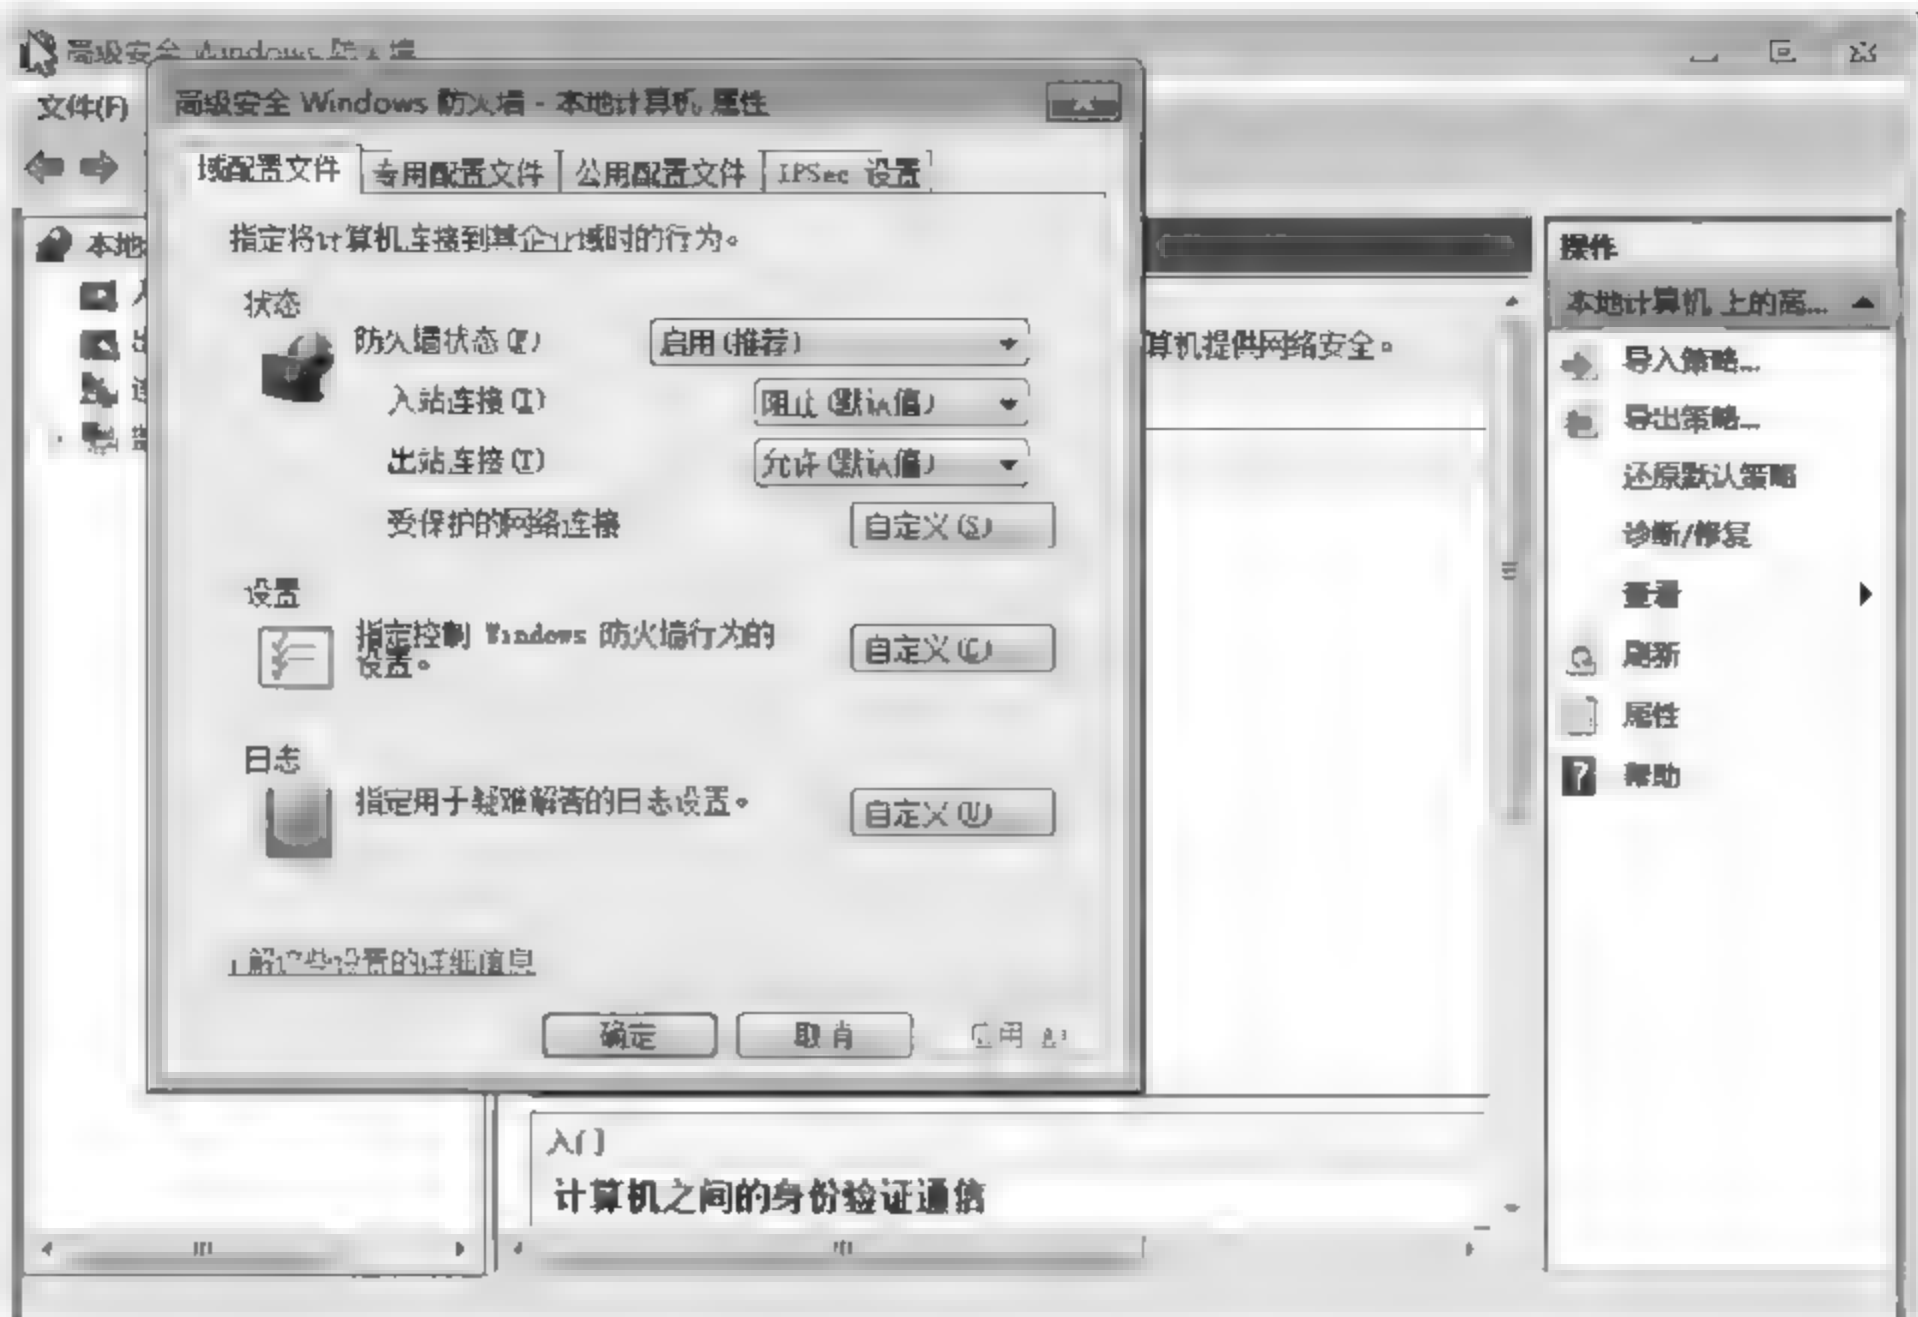 高级安全 Windows 防火墙
文件(F)
高级安全 Windows 防火墙 - 本地计算机 属性
域配置文件
专用配置文件
公用配置文件
IPSec 设置
指定将计算机连接到某企业域时的行为。
状态
防火墙状态(F)
启用(推荐)
入站连接(I)
阻止(默认值)
出站连接(T)
允许(默认值)
受保护的网络连接
自定义(S)
设置
指定控制 Windows 防火墙行为的
设置。
自定义(C)
日志
指定用于疑难解答的日志设置。
自定义(U)
了解这些设置的详细信息
确定
取消
应用(A)
本地
入
出
连
监
算机提供网络安全。
入门
计算机之间的身份验证通信
操作
本地计算机 上的高...
导入策略...
导出策略...
还原默认策略
诊断/修复
查看
刷新
属性
帮助